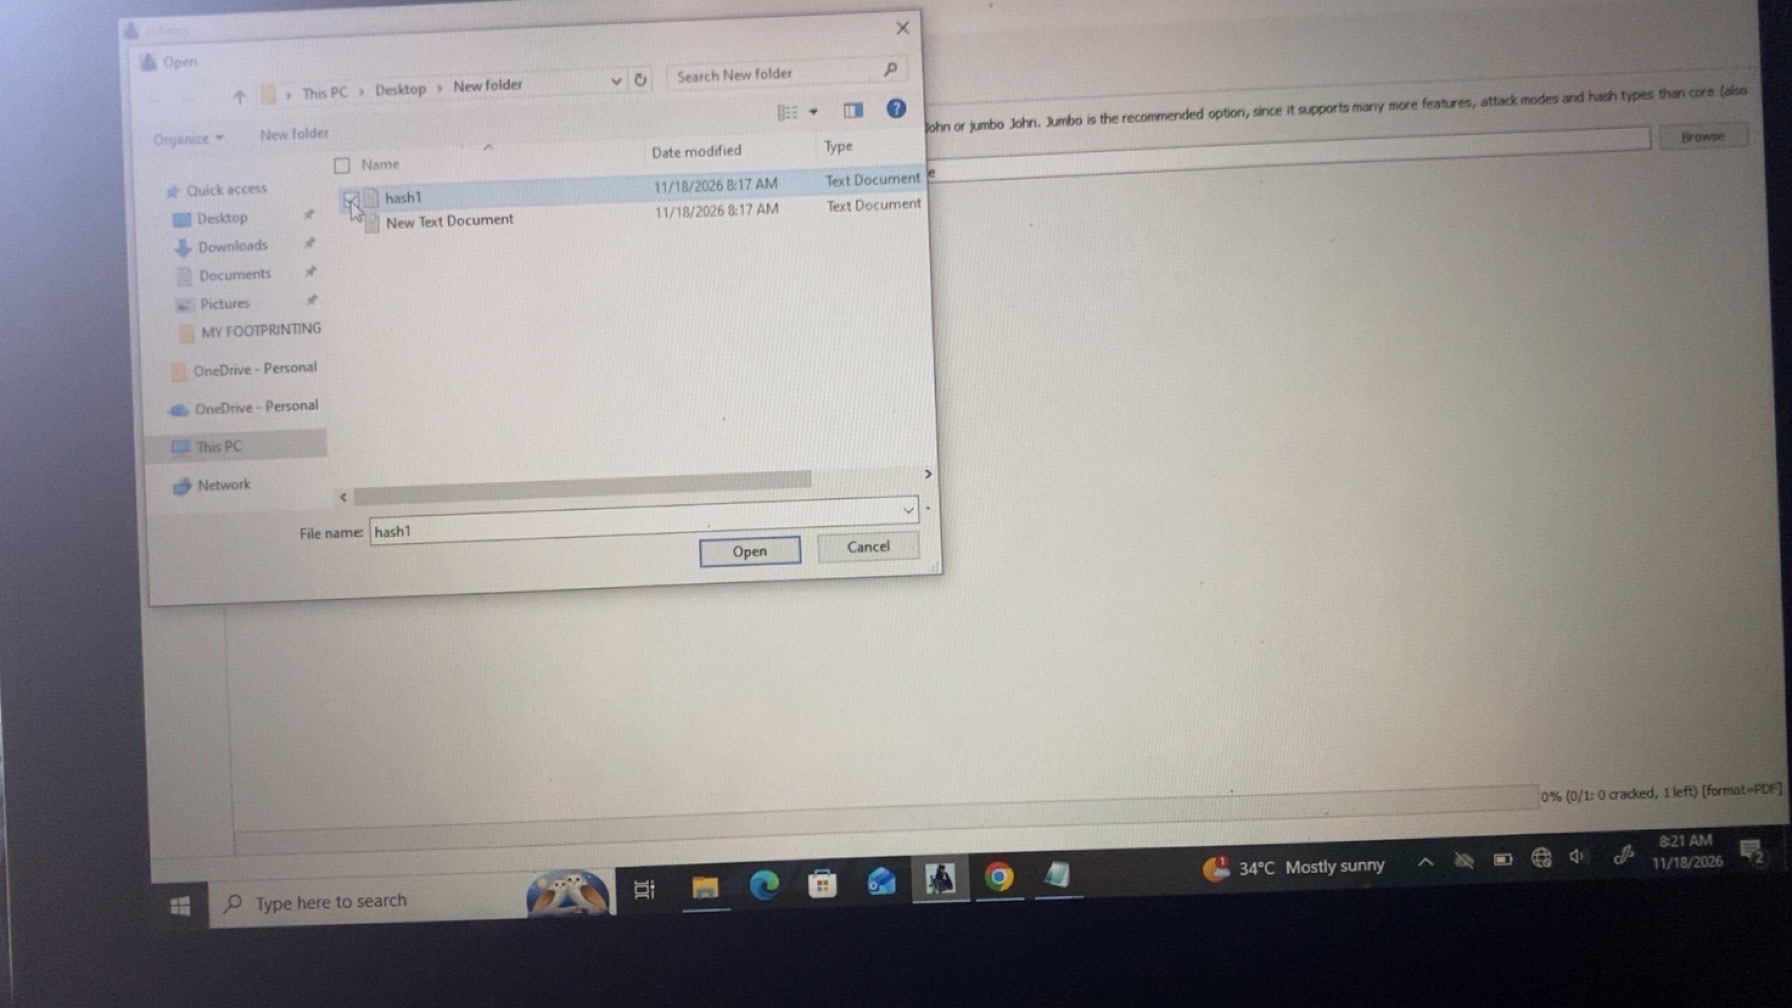 Open
This PC > Desktop > New folder
Search New folder
Organize
New folder
Name
Date modified
Type
hash1
11/18/2026 8:17 AM
Text Document
New Text Document
11/18/2026 8:17 AM
Text Document
Quick access
Desktop
Downloads
Documents
Pictures
MY FOOTPRINTING
OneDrive - Personal
OneDrive - Personal
This PC
Network
File name:
hash1
Open
Cancel
John or jumbo John. Jumbo is the recommended option, since it supports many more features, attack modes and hash types than core (also
Browse
e
0% (0/1: 0 cracked, 1 left) [format=PDF]
Type here to search
1
34°C Mostly sunny
8:21 AM
11/18/2026
2